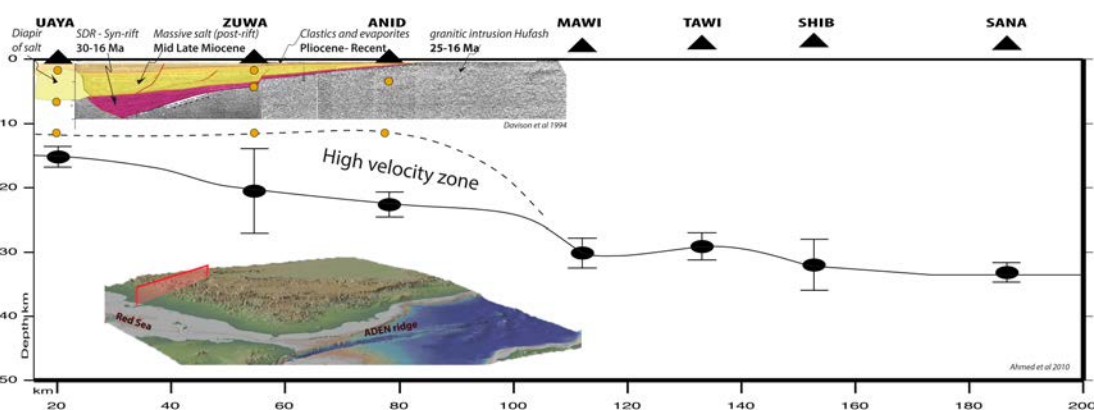 UAYA ZUWA ANID MAWI TAWI SHIB SANA
Diapir of salt
SDR - Syn-rift
30-16 Ma
Massive salt (post-rift)
Mid Late Miocene
Clastics and evaporites
Pliocene- Recent
granitic intrusion Hufash
25-16 Ma
Davison et al 1994
High velocity zone
Red Sea
ADEN ridge
Ahmed et al 2010
0
10
20
30
40
50
Depth km
km
20 40 60 80 100 120 140 160 180 200